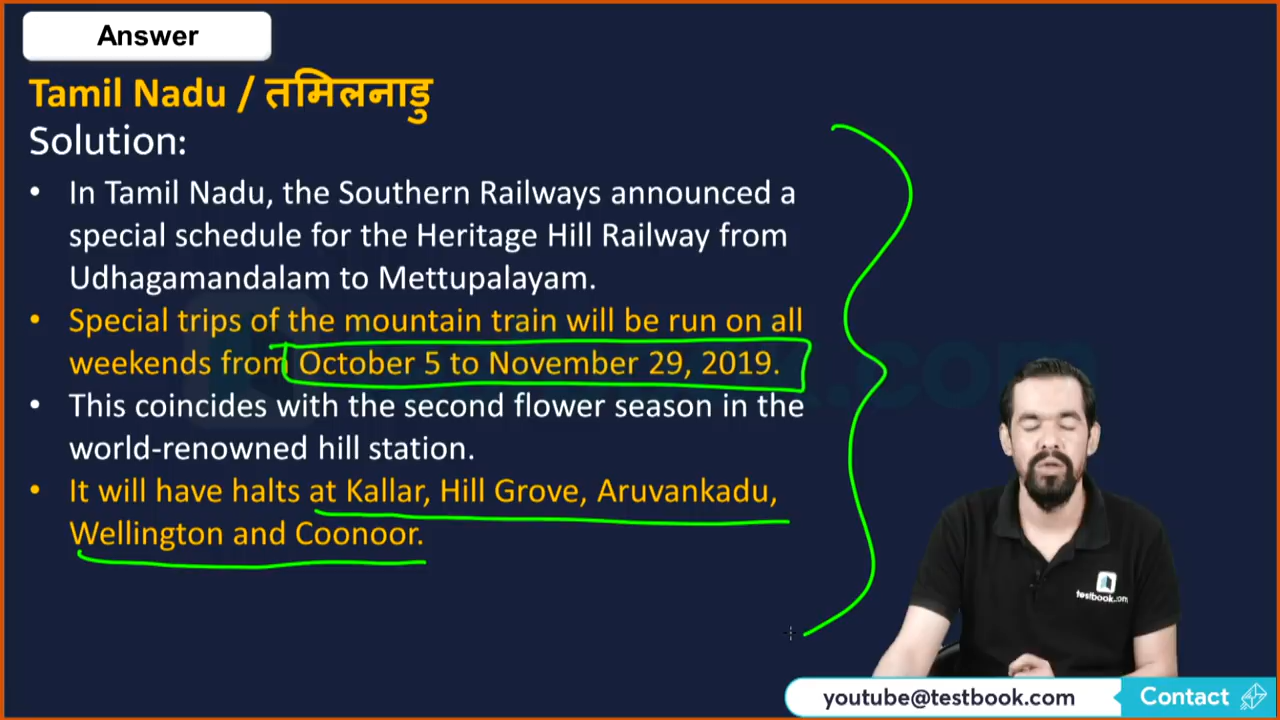 Answer
Tamil Nadu / तमिलनाडु
Solution:
• In Tamil Nadu, the Southern Railways announced a
special schedule for the Heritage Hill Railway from
Udhagamandalam to Mettupalayam.
• Special trips of the mountain train will be run on all
weekends from October 5 to November 29, 2019.
• This coincides with the second flower season in the
world-renowned hill station.
• It will have halts at Kallar, Hill Grove, Aruvankadu,
Wellington and Coonoor.
testbook.com
youtube@testbook.com
Contact